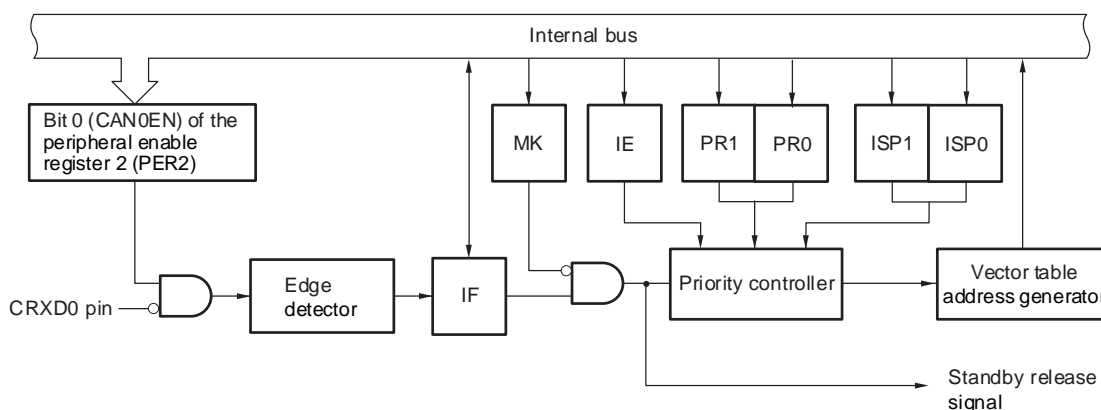 Internal bus
Bit 0 (CAN0EN) of the
peripheral enable
register 2 (PER2)
MK
IE
PR1
PR0
ISP1
ISP0
CRXD0 pin
Edge
detector
IF
Priority controller
Vector table
address generator
Standby release
signal